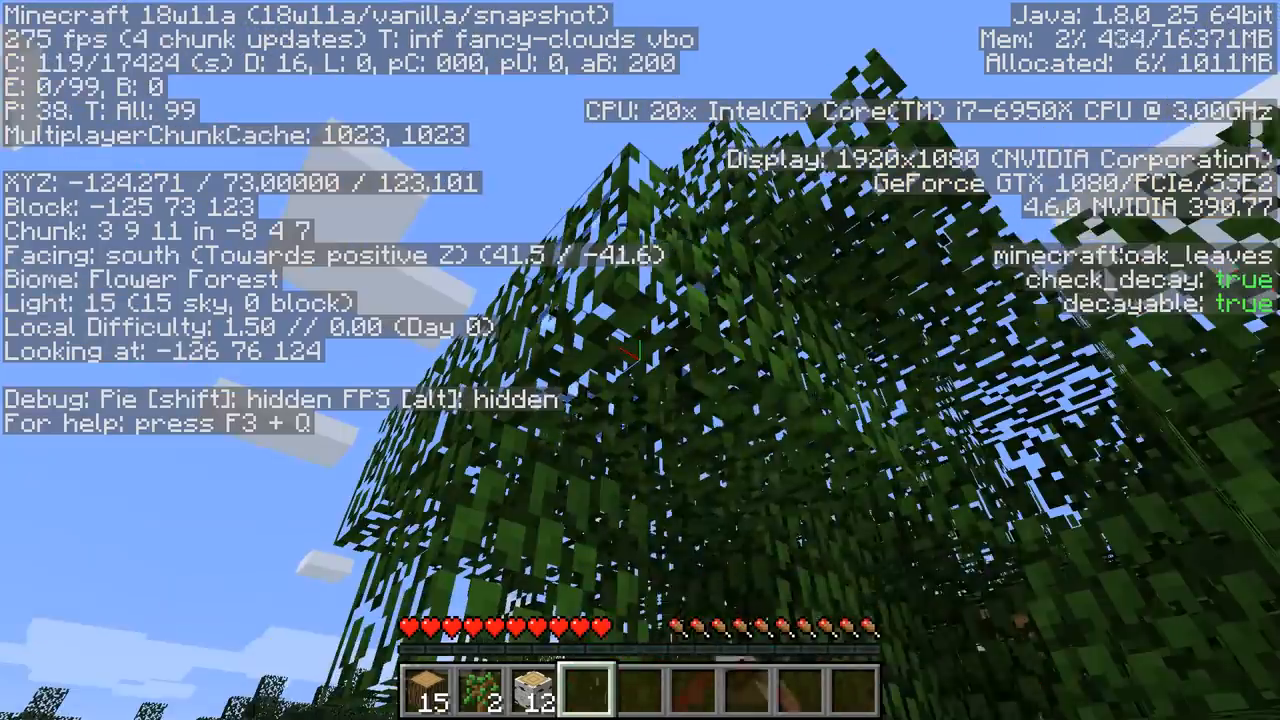 Minecraft 18w11a (18w11a/vanilla/snapshot)
275 fps (4 chunk updates) T: inf fancy-clouds vbo
C: 119/17424 (s) D: 16, L: 0, pC: 000, pU: 0, aB: 200
E: 0/99, B: 0
P: 38, T: All: 99
MultiplayerChunkCache: 1023, 1023
XYZ: -124.271 / 73.00000 / 123.101
Block: -125 73 123
Chunk: 3 9 11 in -8 4 7
Facing: south (Towards positive Z) (41.5 / -41.6)
Biome: Flower Forest
Light: 15 (15 sky, 0 block)
Local Difficulty: 1.50 // 0.00 (Day 0)
Looking at: -126 76 124
Debug: Pie [shift]: hidden FPS [alt]: hidden
For help: press F3 + Q
Java: 1.8.0_25 64bit
Mem: 2% 434/16371MB
Allocated: 6% 1011MB
CPU: 20x Intel(R) Core(TM) i7-6950X CPU @ 3.00GHz
Display: 1920x1080 (NVIDIA Corporation)
GeForce GTX 1080/PCIe/SSE2
4.6.0 NVIDIA 390.77
minecraft:oak_leaves
check_decay: true
decayable: true
15 2 12